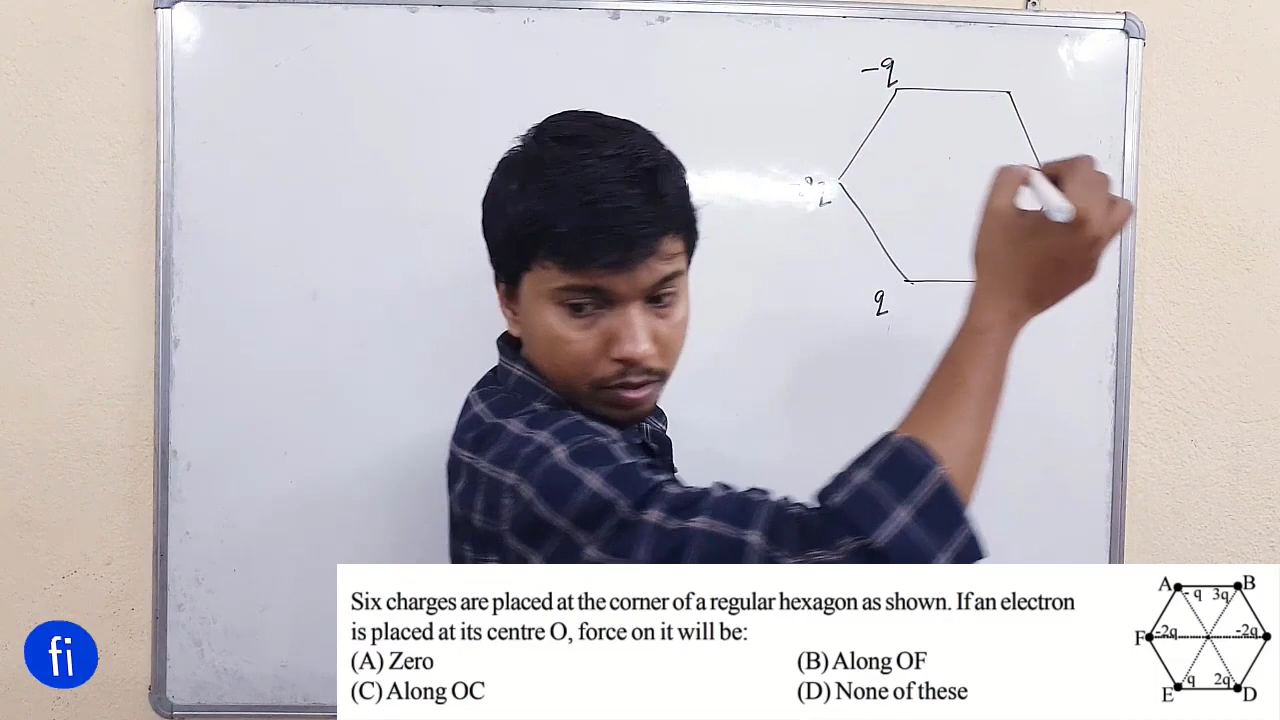 -q
q
Six charges are placed at the corner of a regular hexagon as shown. If an electron
is placed at its centre O, force on it will be:
(A) Zero
(B) Along OF
(C) Along OC
(D) None of these
A B
-q 3q
F -2q -2q
q 2q
E D
fi